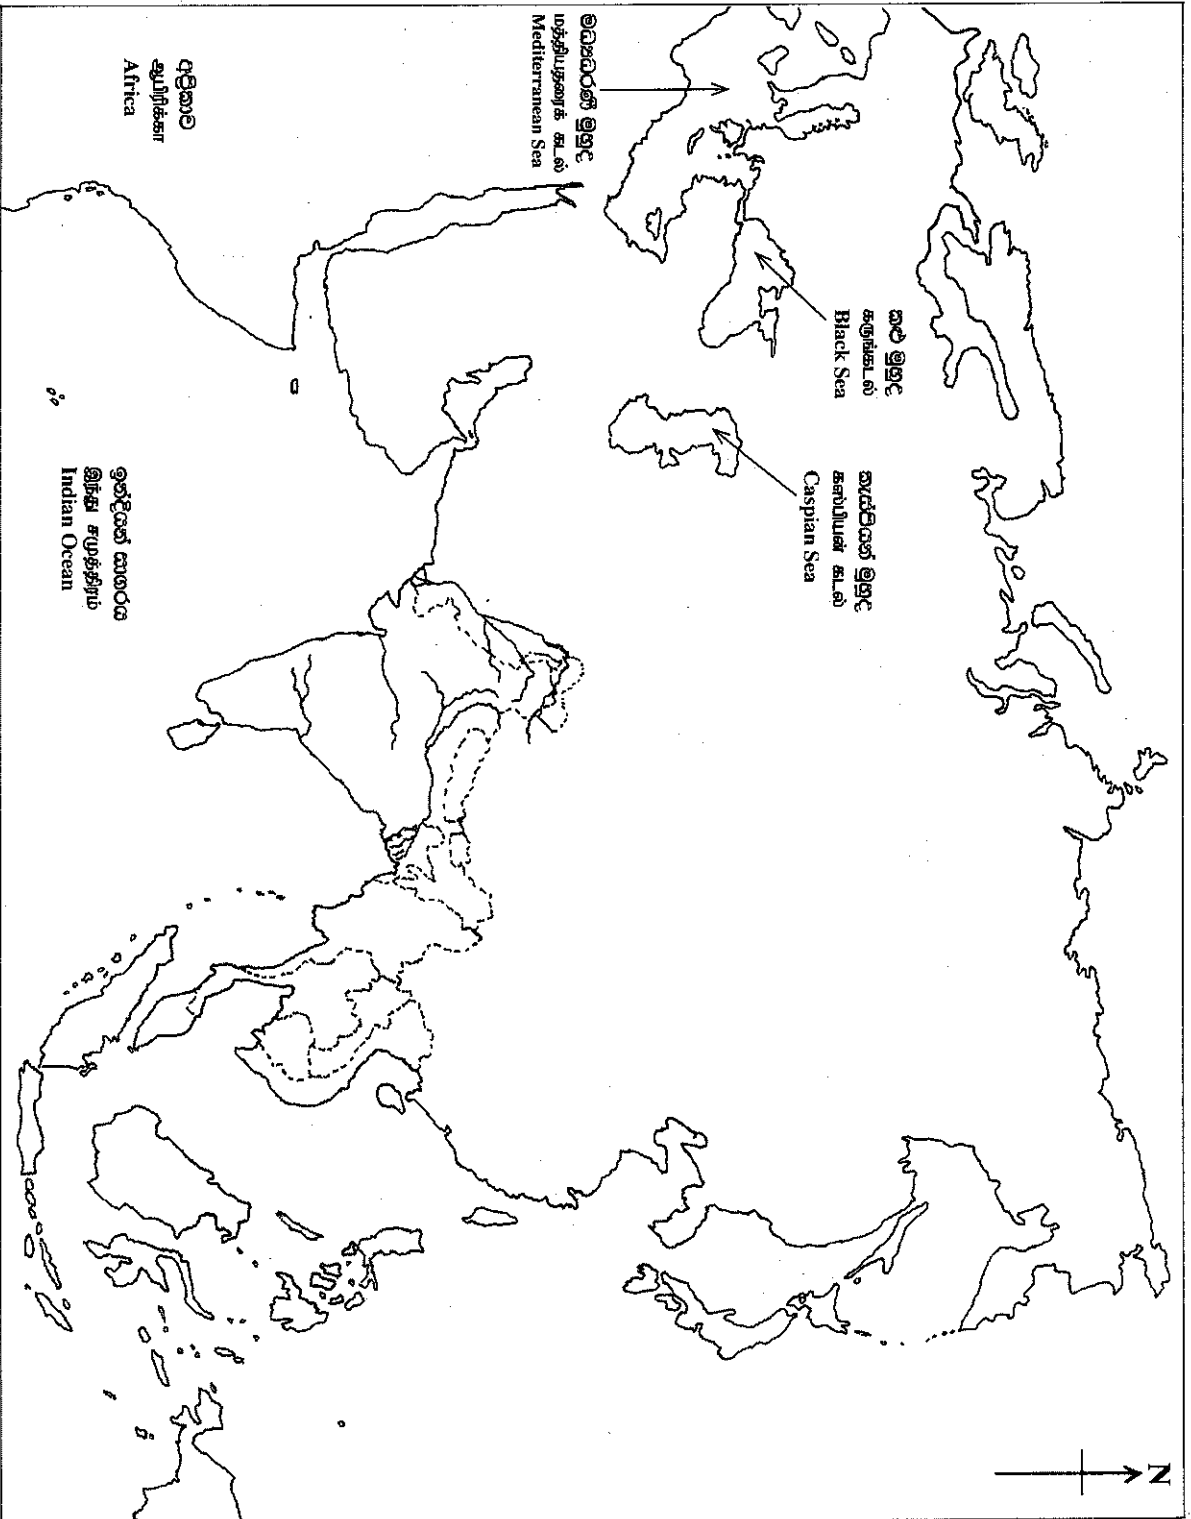 මධ්‍යධරණී මුහුද
மத்தியதரைக் கடல்
Mediterranean Sea
කළු මුහුද
கருங்கடல்
Black Sea
කැස්පියන් මුහුද
கஸ்பியன் கடல்
Caspian Sea
අප්‍රිකාව
ஆபிரிக்கா
Africa
ඉන්දියන් සාගරය
இந்து சமுத்திரம்
Indian Ocean
N